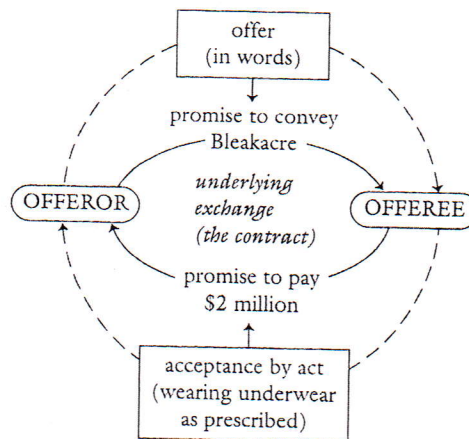 offer
(in words)
promise to convey
Bleakacre
underlying
exchange
(the contract)
OFFEROR
OFFEREE
promise to pay
$2 million
acceptance by act
(wearing underwear
as prescribed)